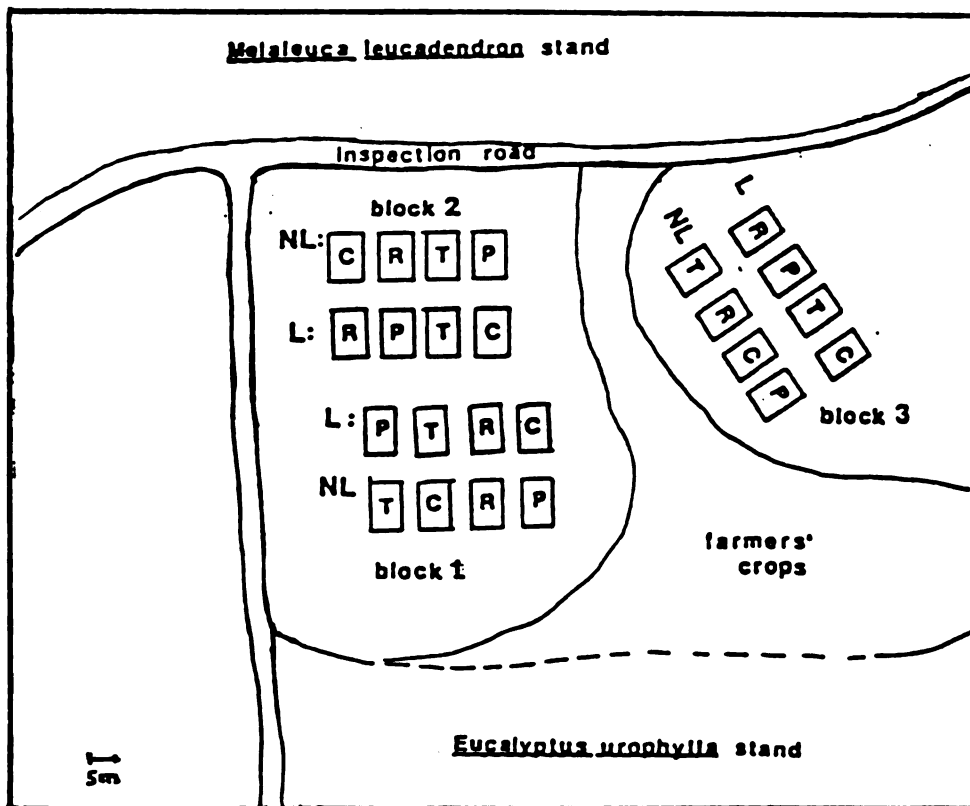 Melaleuca leucadendron stand
Inspection road
block 2
NL: C R T P
L: R P T C
L: P T R C
NL T C R P
block 1
L R P T C
NL T R C P
block 3
farmers'
crops
Eucalyptus urophylla stand
5m